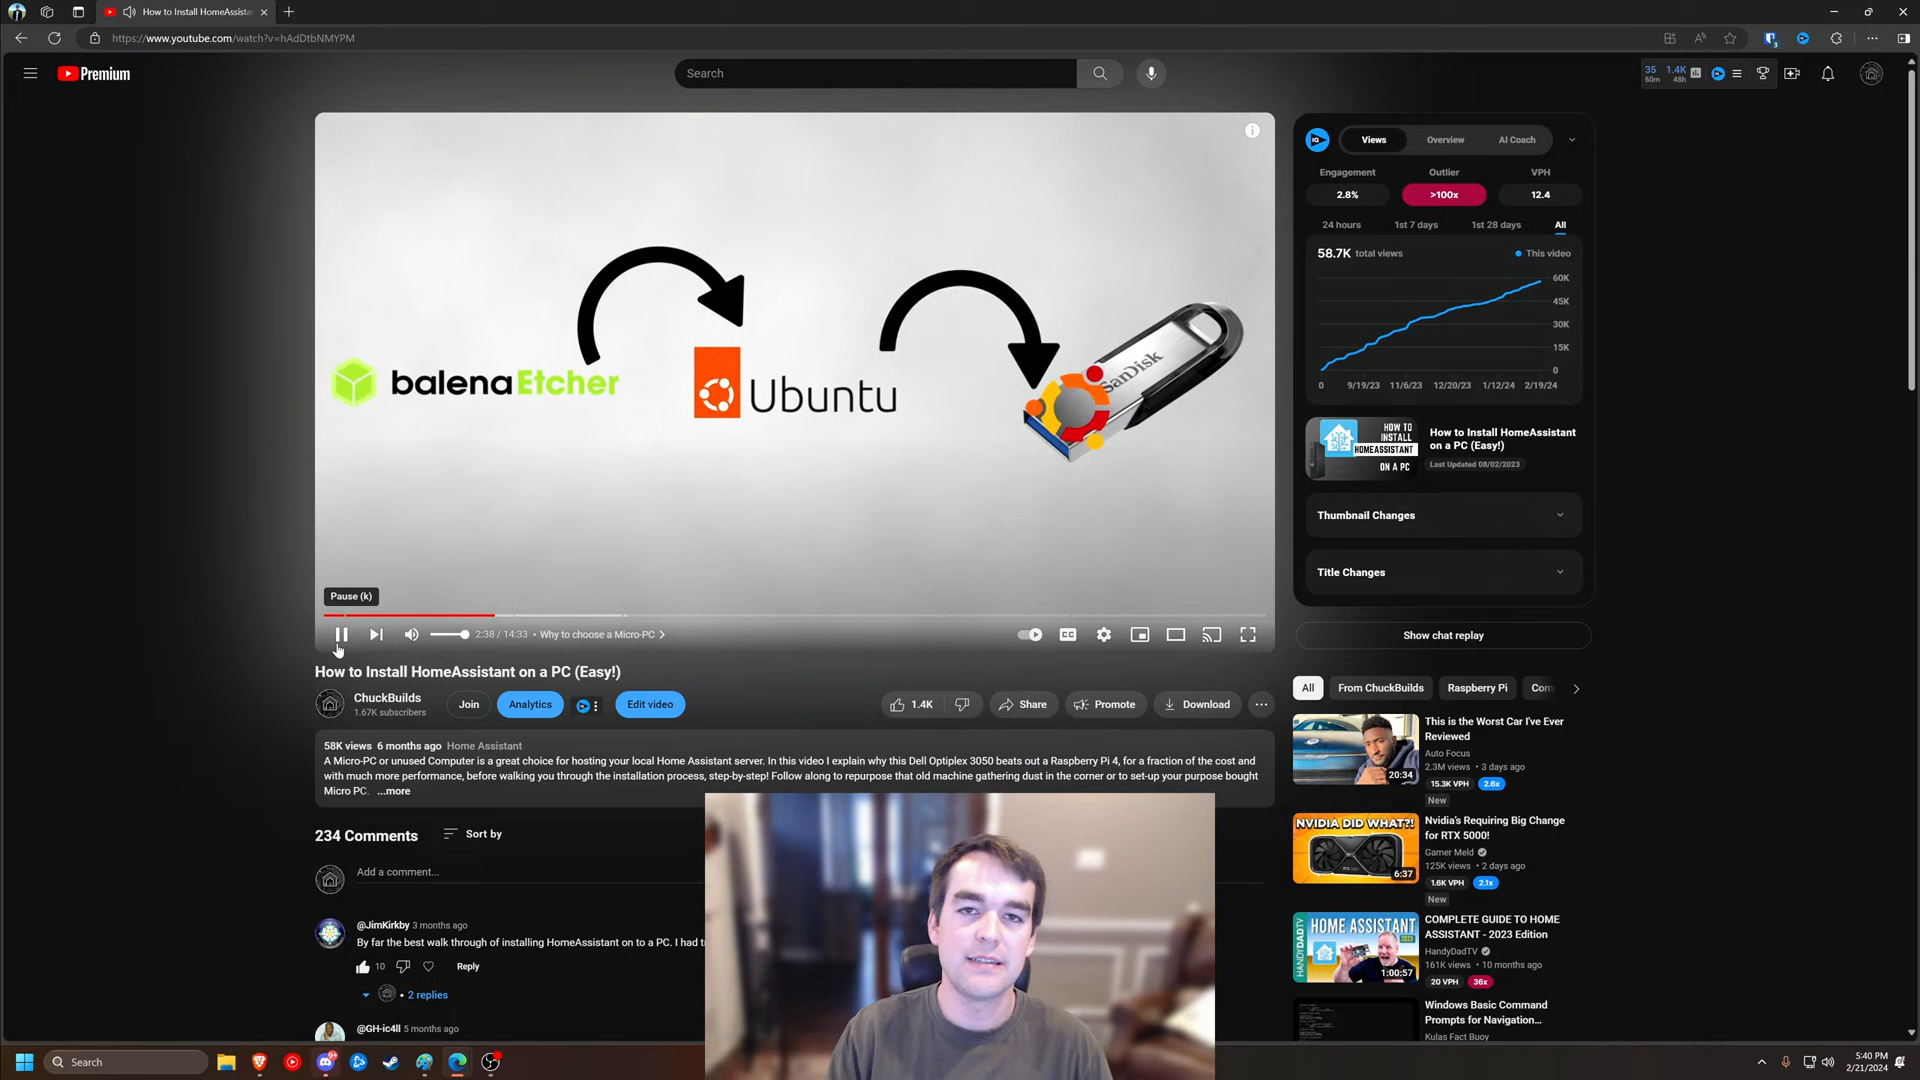 How to Install HomeAssista
https://www.youtube.com/watch?v=hAdDtbNMYPM
3
Premium
Search
35
60m
1.4K
48h
i
balenaEtcher
Ubuntu
SanDisk
Pause (k)
2:38 / 14:33 • Why to choose a Micro-PC
CC
How to Install HomeAssistant on a PC (Easy!)
ChuckBuilds
1.67K subscribers
Join
Analytics
Edit video
1.4K
Share
Promote
Download
58K views 6 months ago Home Assistant
A Micro-PC or unused Computer is a great choice for hosting your local Home Assistant server. In this video I explain why this Dell Optiplex 3050 beats out a Raspberry Pi 4, for a fraction of the cost and
with much more performance, before walking you through the installation process, step-by-step! Follow along to repurpose that old machine gathering dust in the corner or to set-up your purpose bought
Micro PC. ...more
234 Comments
Sort by
Add a comment...
@JimKirkby 3 months ago
By far the best walk through of installing HomeAssistant on to a PC. I had t
10
Reply
• 2 replies
@GH-ic4ll 5 months ago
IQ
Views
Overview
AI Coach
Engagement
Outlier
VPH
2.8%
>100x
12.4
24 hours
1st 7 days
1st 28 days
All
58.7K total views
This video
60K
45K
30K
15K
0
0
9/19/23
11/6/23
12/20/23
1/12/24
2/19/24
HOW TO
INSTALL
HOMEASSISTANT
ON A PC
How to Install HomeAssistant
on a PC (Easy!)
Last Updated 08/02/2023
Thumbnail Changes
Title Changes
Show chat replay
All
From ChuckBuilds
Raspberry Pi
Com
20:34
This is the Worst Car I've Ever
Reviewed
Auto Focus
2.3M views • 3 days ago
15.3K VPH
2.6x
New
NVIDIA DID WHAT?!
6:37
Nvidia's Requiring Big Change
for RTX 5000!
Gamer Meld
125K views • 2 days ago
1.6K VPH
2.1x
New
HANDYDADTV
HOME ASSISTANT
2023
1:00:57
COMPLETE GUIDE TO HOME
ASSISTANT - 2023 Edition
HandyDadTV
161K views • 10 months ago
20 VPH
36x
Windows Basic Command
Prompts for Navigation...
Kulas Fact Buoy
Search
5:40 PM
2/21/2024